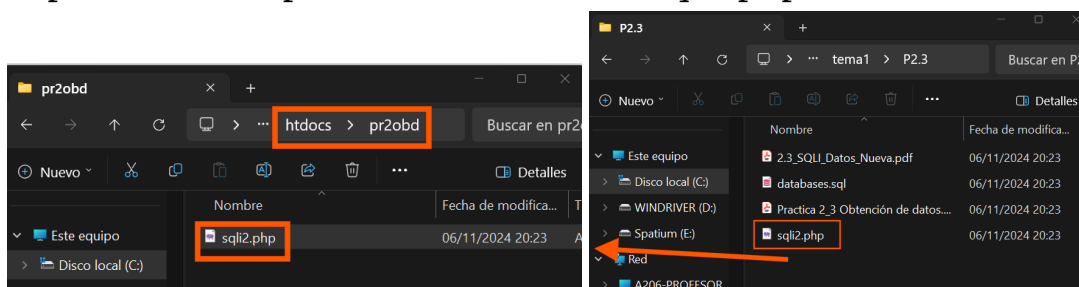 pr2obd
htdocs > pr2obd
Buscar en pr2
Nuevo
Detalles
Nombre
Fecha de modifica...
Este equipo
sqli2.php
06/11/2024 20:23
Disco local (C:)
P2.3
... tema1 > P2.3
Buscar en P2
Nuevo
Detalles
Nombre
Fecha de modifica...
Este equipo
2.3_SQLI_Datos_Nueva.pdf
06/11/2024 20:23
Disco local (C:)
databases.sql
06/11/2024 20:23
WINDRIVER (D:)
Practica 2_3 Obtención de datos....
06/11/2024 20:23
Spatium (E:)
sqli2.php
06/11/2024 20:23
Red
A206-PROFESOR